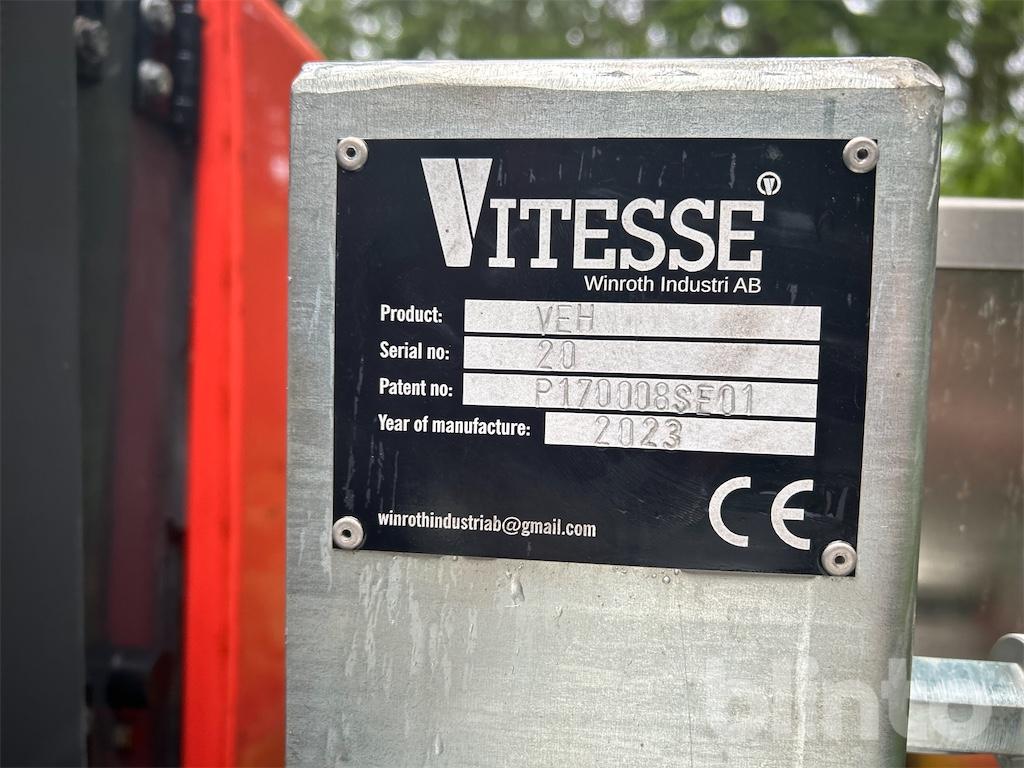 VITESSE
Winroth Industri AB
Product: VEH
Serial no: 20
Patent no: P170008SE01
Year of manufacture: 2023
CE
winrothindustriab@gmail.com
blinto